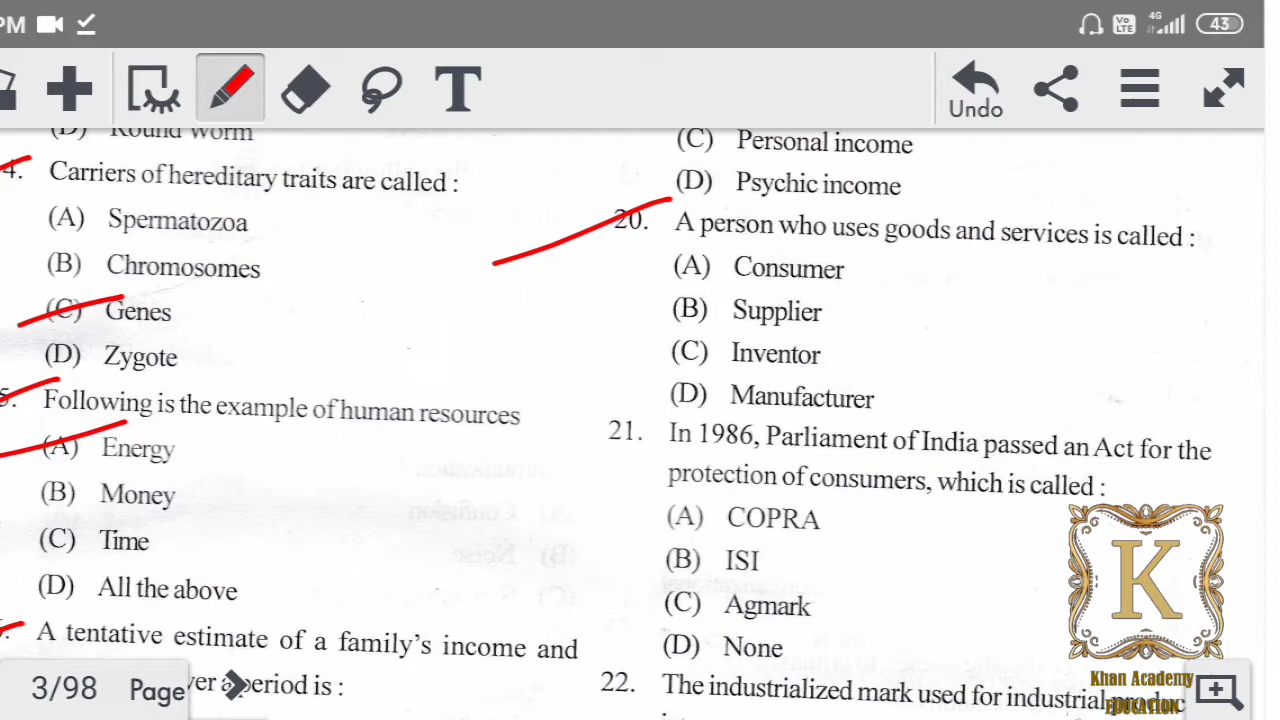 PM
Vo LTE
4G
43
T
Undo
(D) Round Worm
4. Carriers of hereditary traits are called :
(A) Spermatozoa
(B) Chromosomes
(C) Genes
(D) Zygote
5. Following is the example of human resources
(A) Energy
(B) Money
(C) Time
(D) All the above
A tentative estimate of a family's income and
period is :
(C) Personal income
(D) Psychic income
20. A person who uses goods and services is called :
(A) Consumer
(B) Supplier
(C) Inventor
(D) Manufacturer
21. In 1986, Parliament of India passed an Act for the
protection of consumers, which is called :
(A) COPRA
(B) ISI
(C) Agmark
(D) None
22. The industrialized mark used for industrial
3/98 Page
K
Khan Academy
EDUCATION